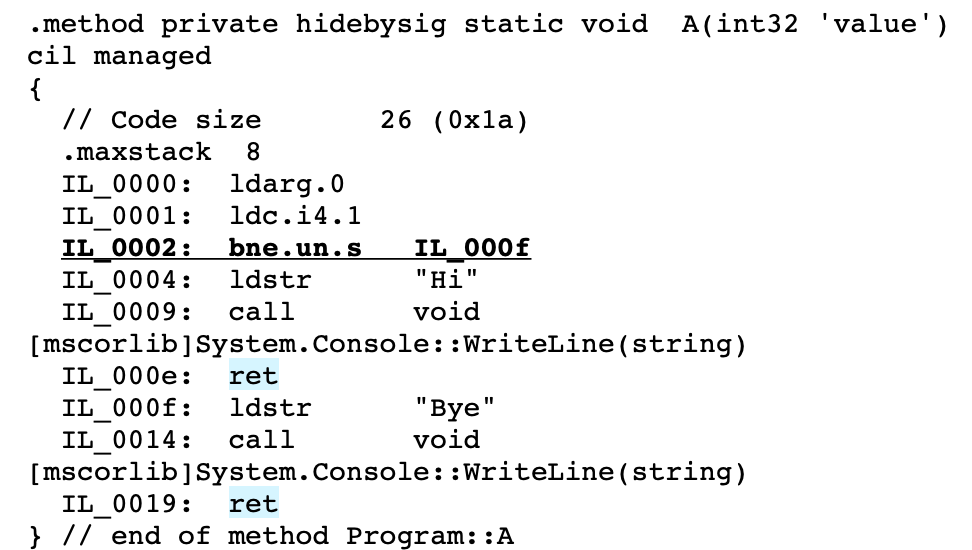 .method private hidebysig static void  A(int32 'value')
cil managed
{
  // Code size       26 (0x1a)
  .maxstack  8
  IL_0000:  ldarg.0
  IL_0001:  ldc.i4.1
  IL_0002:  bne.un.s   IL_000f
  IL_0004:  ldstr      "Hi"
  IL_0009:  call       void
[mscorlib]System.Console::WriteLine(string)
  IL_000e:  ret
  IL_000f:  ldstr      "Bye"
  IL_0014:  call       void
[mscorlib]System.Console::WriteLine(string)
  IL_0019:  ret
} // end of method Program::A